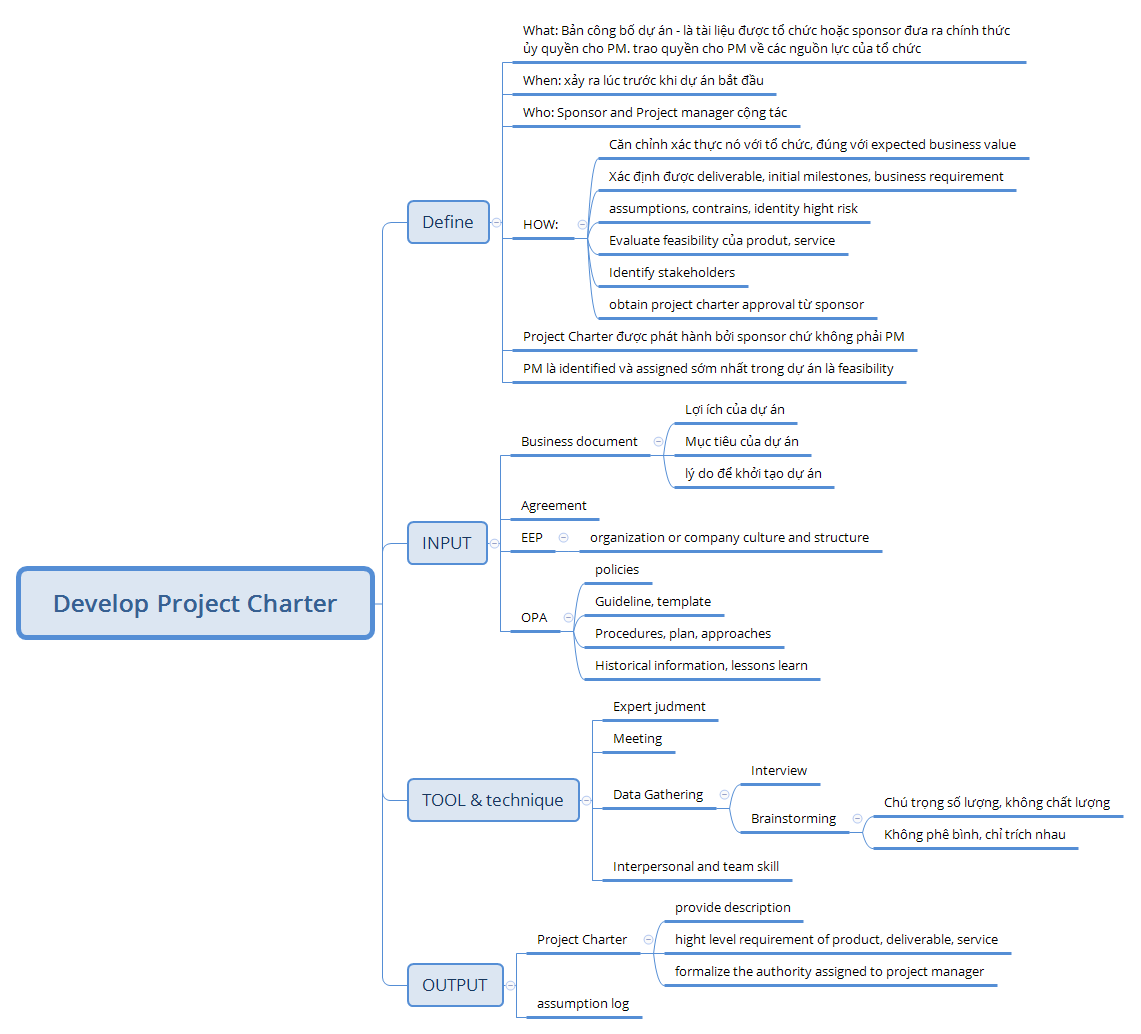 Develop Project Charter
Define
What: Bản công bố dự án - là tài liệu được tổ chức hoặc sponsor đưa ra chính thức
ủy quyền cho PM. trao quyền cho PM về các nguồn lực của tổ chức
When: xảy ra lúc trước khi dự án bắt đầu
Who: Sponsor and Project manager cộng tác
HOW:
Căn chỉnh xác thực nó với tổ chức, đúng với expected business value
Xác định được deliverable, initial milestones, business requirement
assumptions, contrains, identity hight risk
Evaluate feasibility của produt, service
Identify stakeholders
obtain project charter approval từ sponsor
Project Charter được phát hành bởi sponsor chứ không phải PM
PM là identified và assigned sớm nhất trong dự án là feasibility
INPUT
Business document
Lợi ích của dự án
Mục tiêu của dự án
lý do để khởi tạo dự án
Agreement
EEP
organization or company culture and structure
OPA
policies
Guideline, template
Procedures, plan, approaches
Historical information, lessons learn
TOOL & technique
Expert judment
Meeting
Data Gathering
Interview
Brainstorming
Chú trọng số lượng, không chất lượng
Không phê bình, chỉ trích nhau
Interpersonal and team skill
OUTPUT
Project Charter
provide description
hight level requirement of product, deliverable, service
formalize the authority assigned to project manager
assumption log